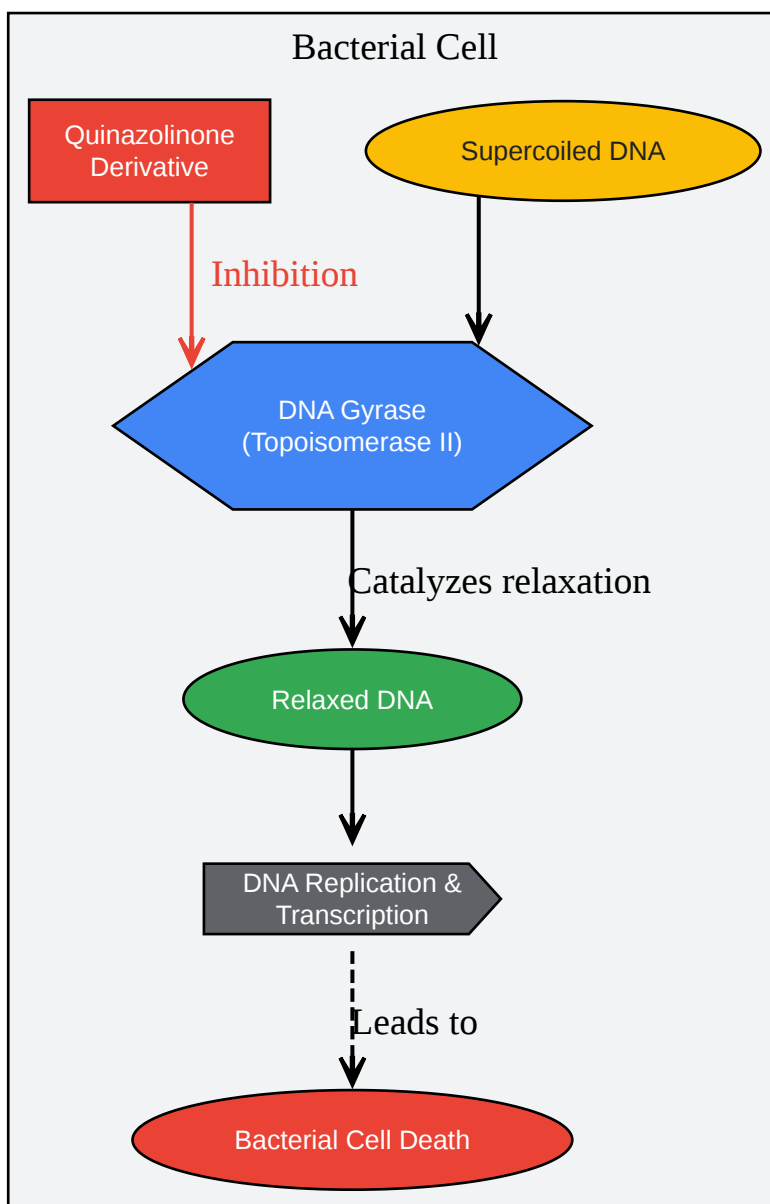 Bacterial Cell
Quinazolinone
Derivative
Supercoiled DNA
Inhibition
DNA Gyrase
(Topoisomerase II)
Catalyzes relaxation
Relaxed DNA
DNA Replication &
Transcription
Leads to
Bacterial Cell Death